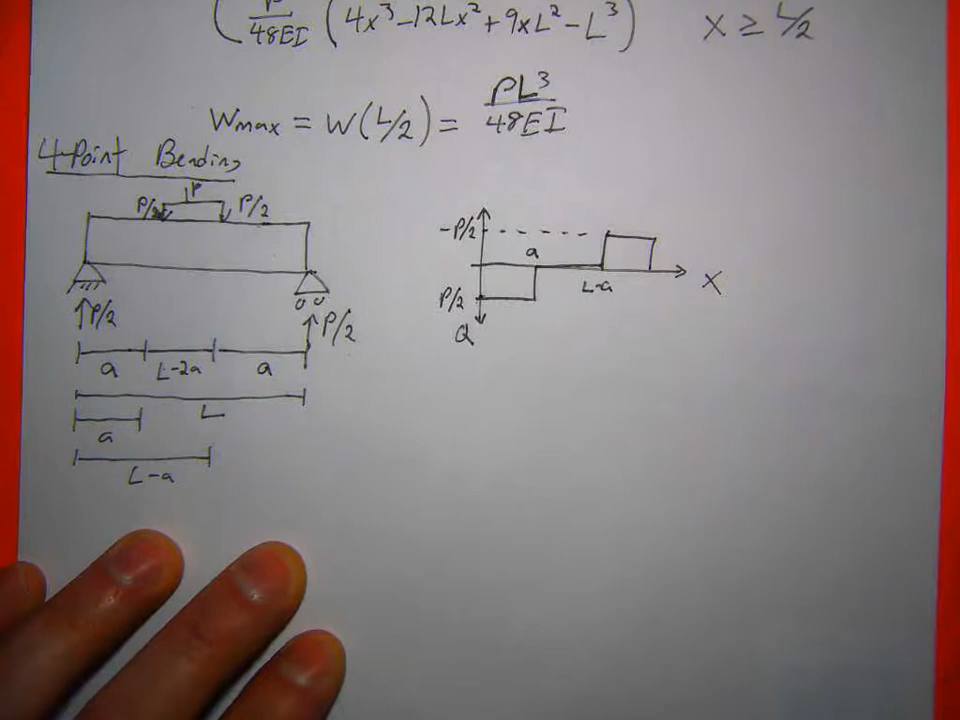 P/48EI (4x³-12Lx²+9xL²-L³) x ≥ L/2
Wmax = W(L/2) = PL³/48EI
4-Point Bending
P
P/2 P/2
P/2 P/2
a L-2a a
L
a
L-a
-P/2
a
L-a X
P/2
Q